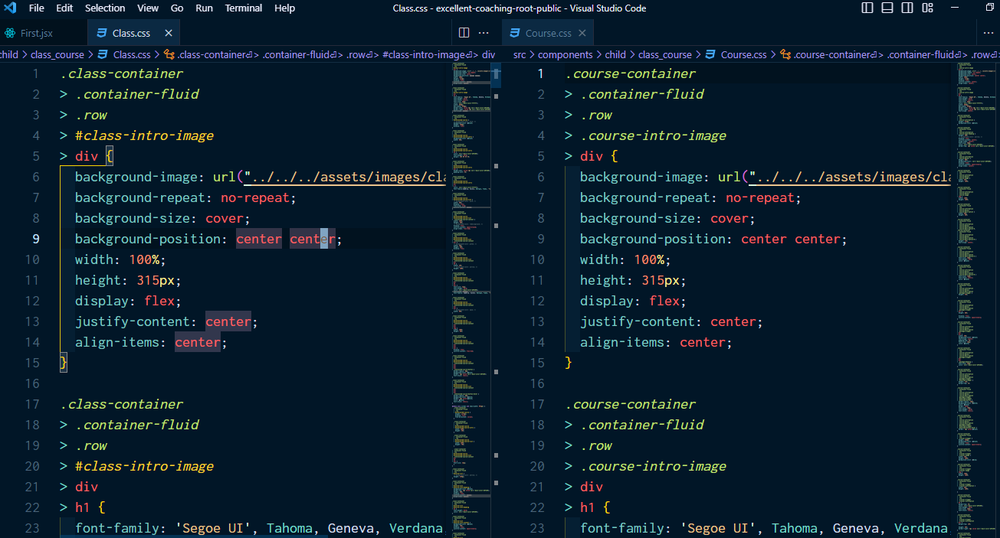 File Edit Selection View Go Run Terminal Help
Class.css - excellent-coaching-root-public - Visual Studio Code
First.jsx
Class.css
child > class_course > Class.css > .class-container⏎> .container-fluid⏎> .row⏎> #class-intro-image⏎> div
1 .class-container
2 > .container-fluid
3 > .row
4 > #class-intro-image
5 > div {
6 background-image: url("../../../assets/images/cla
7 background-repeat: no-repeat;
8 background-size: cover;
9 background-position: center center;
10 width: 100%;
11 height: 315px;
12 display: flex;
13 justify-content: center;
14 align-items: center;
15 }
16
17 .class-container
18 > .container-fluid
19 > .row
20 > #class-intro-image
21 > div
22 > h1 {
23 font-family: 'Segoe UI', Tahoma, Geneva, Verdana
Course.css
src > components > child > class_course > Course.css > .course-container⏎> .container-fluid⏎> .row⏎
1 .course-container
2 > .container-fluid
3 > .row
4 > .course-intro-image
5 > div {
6 background-image: url("../../../assets/images/cla
7 background-repeat: no-repeat;
8 background-size: cover;
9 background-position: center center;
10 width: 100%;
11 height: 315px;
12 display: flex;
13 justify-content: center;
14 align-items: center;
15 }
16
17 .course-container
18 > .container-fluid
19 > .row
20 > .course-intro-image
21 > div
22 > h1 {
23 font-family: 'Segoe UI', Tahoma, Geneva, Verdana